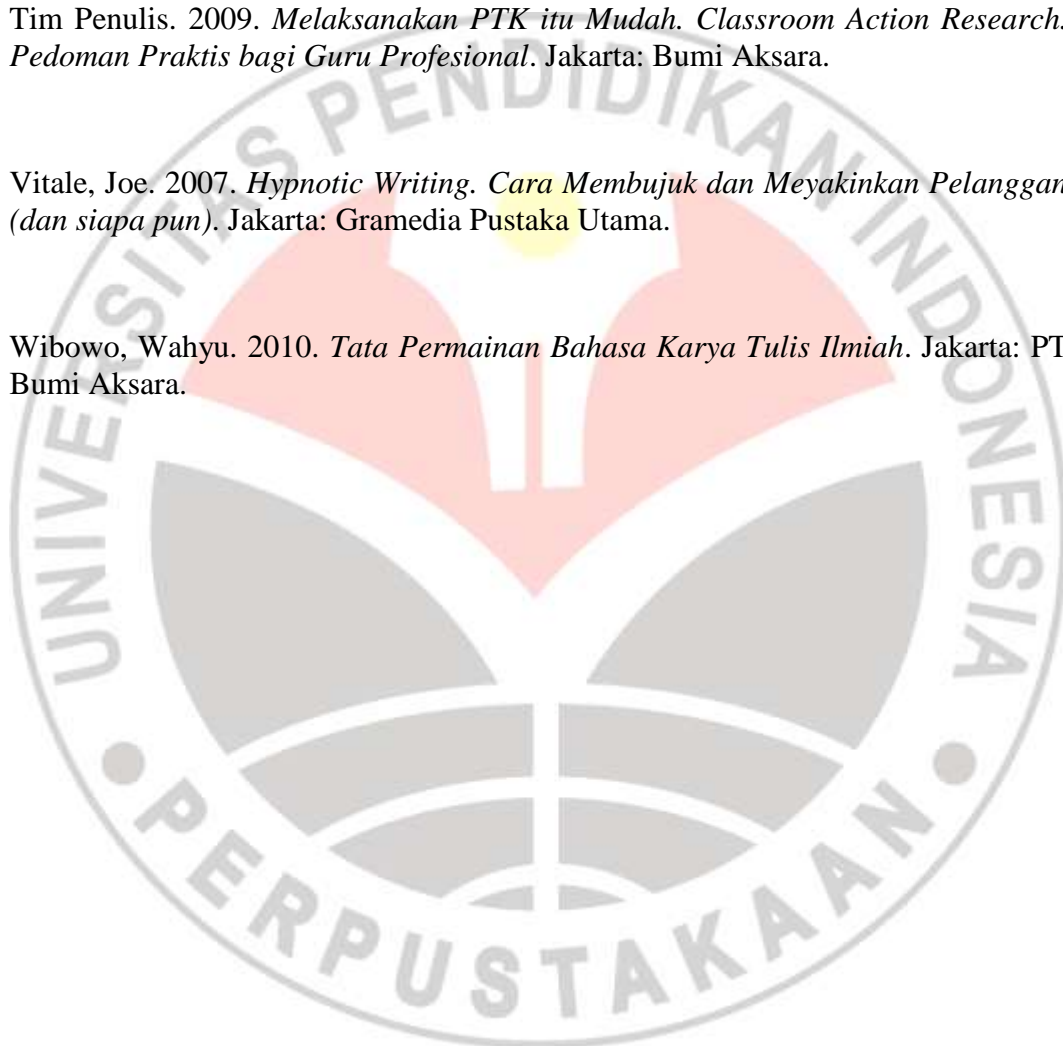 Tim Penulis. 2009. Melaksanakan PTK itu Mudah. Classroom Action Research.
Pedoman Praktis bagi Guru Profesional. Jakarta: Bumi Aksara.
Vitale, Joe. 2007. Hypnotic Writing. Cara Membujuk dan Meyakinkan Pelanggan
(dan siapa pun). Jakarta: Gramedia Pustaka Utama.
Wibowo, Wahyu. 2010. Tata Permainan Bahasa Karya Tulis Ilmiah. Jakarta: PT
Bumi Aksara.
UNIVERSITAS PENDIDIKAN INDONESIA
PERPUSTAKAAN